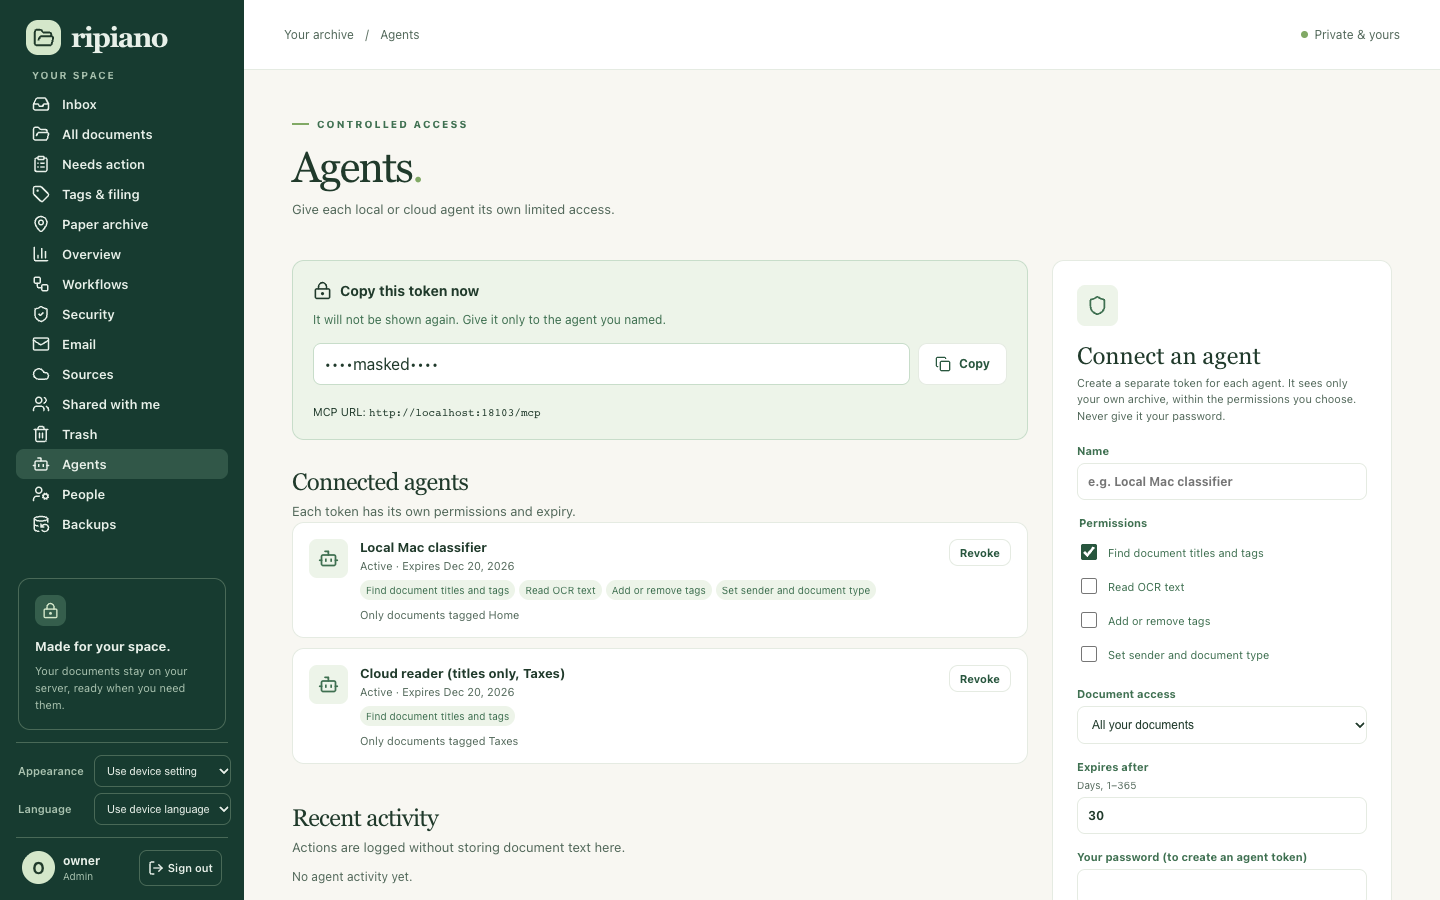 ripiano
YOUR SPACE
Inbox
All documents
Needs action
Tags & filing
Paper archive
Overview
Workflows
Security
Email
Sources
Shared with me
Trash
Agents
People
Backups
Made for your space.
Your documents stay on your
server, ready when you need
them.
Appearance
Use device setting
Language
Use device language
O
owner
Admin
Sign out
Your archive / Agents
Private & yours
CONTROLLED ACCESS
Agents.
Give each local or cloud agent its own limited access.
Copy this token now
It will not be shown again. Give it only to the agent you named.
••••masked••••
Copy
MCP URL: http://localhost:18103/mcp
Connected agents
Each token has its own permissions and expiry.
Local Mac classifier
Active · Expires Dec 20, 2026
Find document titles and tags
Read OCR text
Add or remove tags
Set sender and document type
Only documents tagged Home
Revoke
Cloud reader (titles only, Taxes)
Active · Expires Dec 20, 2026
Find document titles and tags
Only documents tagged Taxes
Revoke
Recent activity
Actions are logged without storing document text here.
No agent activity yet.
Connect an agent
Create a separate token for each agent. It sees only
your own archive, within the permissions you choose.
Never give it your password.
Name
e.g. Local Mac classifier
Permissions
Find document titles and tags
Read OCR text
Add or remove tags
Set sender and document type
Document access
All your documents
Expires after
Days, 1–365
30
Your password (to create an agent token)